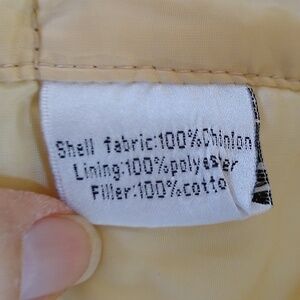 Shell fabric:100%Chinlon
Lining:100%polyester
Filler:100%cotto